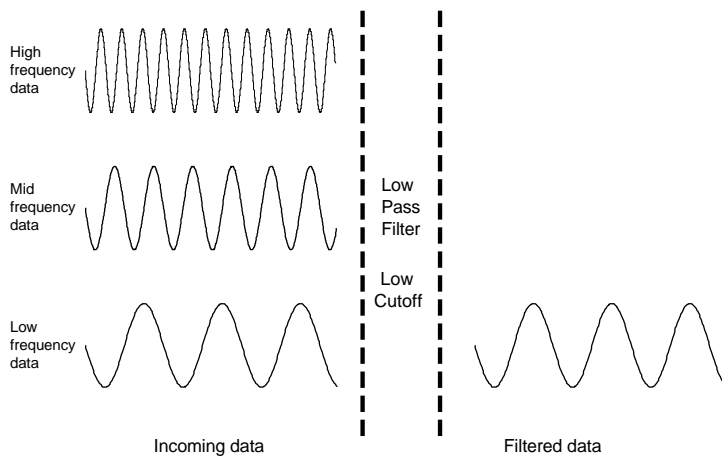 High
frequency
data
Mid
frequency
data
Low
frequency
data
Low
Pass
Filter
Low
Cutoff
Incoming data
Filtered data